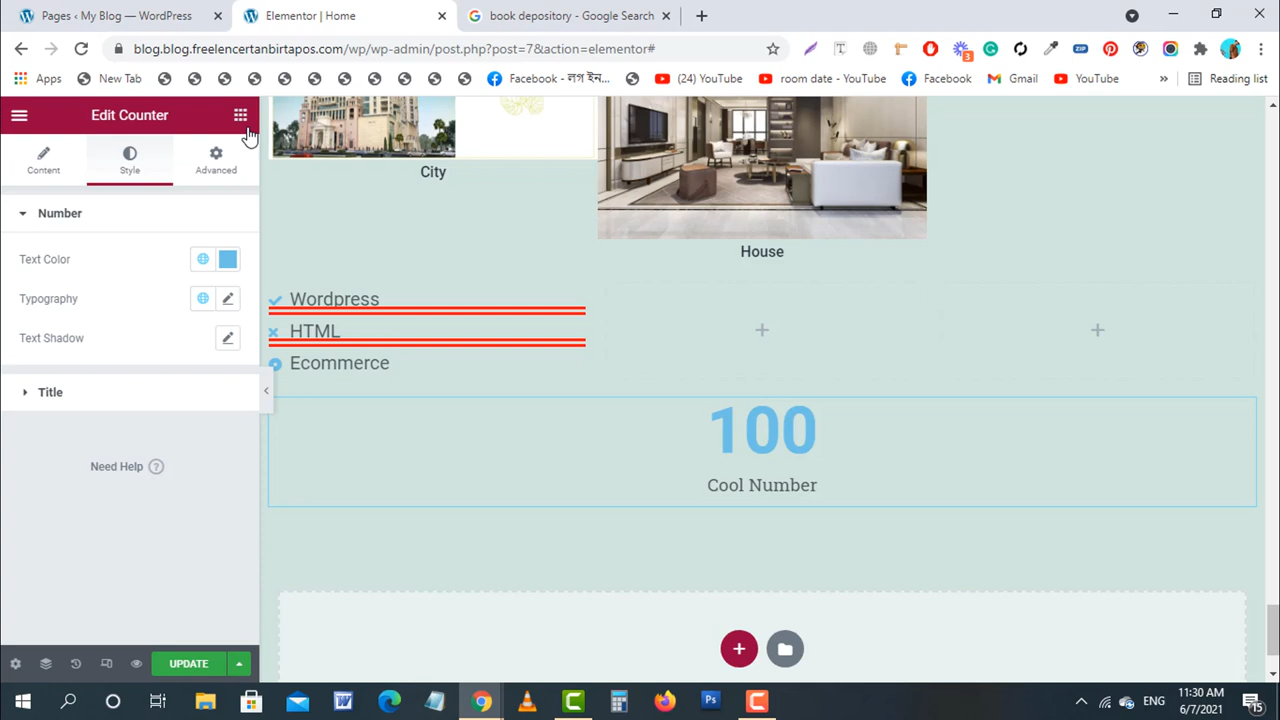 Pages ‹ My Blog — WordPress
Elementor | Home
book depository - Google Search
blog.blog.freelencertanbirtapos.com/wp/wp-admin/post.php?post=7&action=elementor#
3
ZIP
Apps
New Tab
Facebook - লগ ইন...
(24) YouTube
room date - YouTube
Facebook
Gmail
YouTube
»
Reading list
Edit Counter
Content
Style
Advanced
Number
Text Color
Typography
Text Shadow
Title
Need Help
UPDATE
City
House
Wordpress
HTML
Ecommerce
100
Cool Number
ENG
11:30 AM
6/7/2021
15